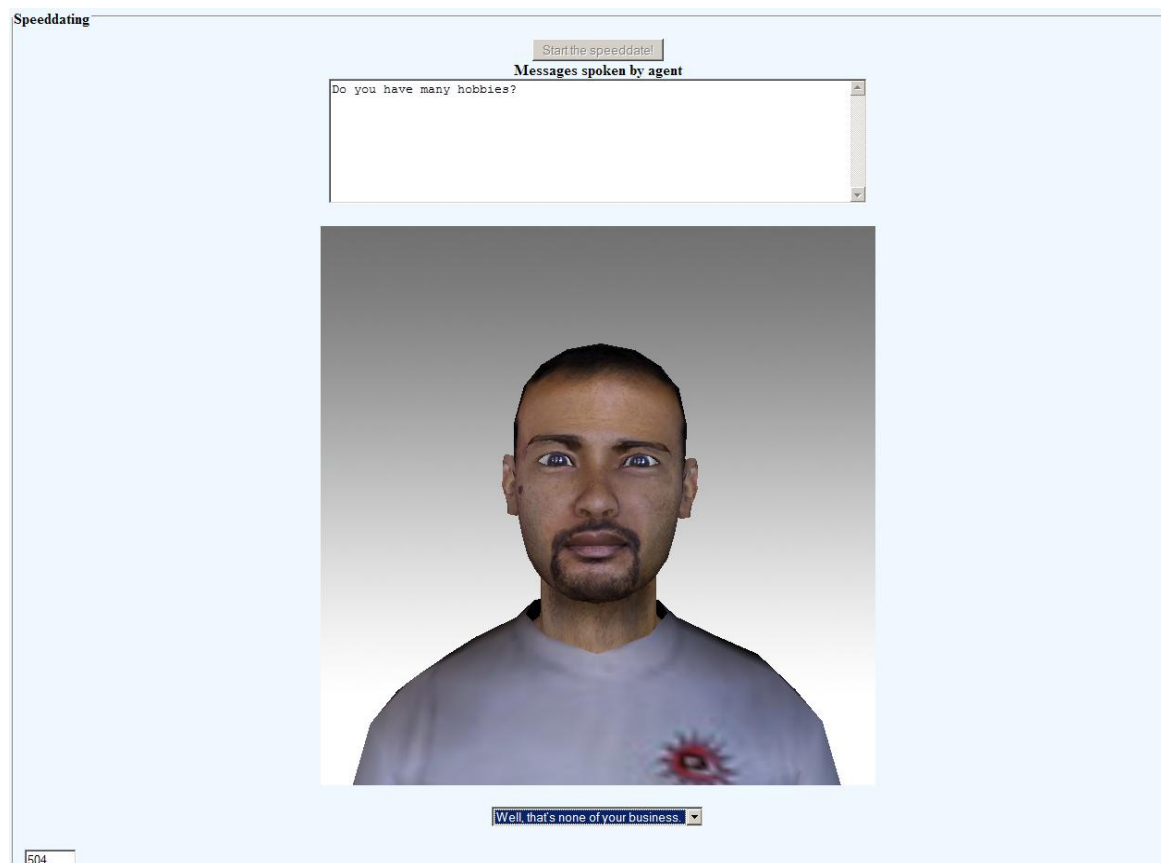 Speeddating
Start the speeddate!
Messages spoken by agent
Do you have many hobbies?
Well, that's none of your business.
504